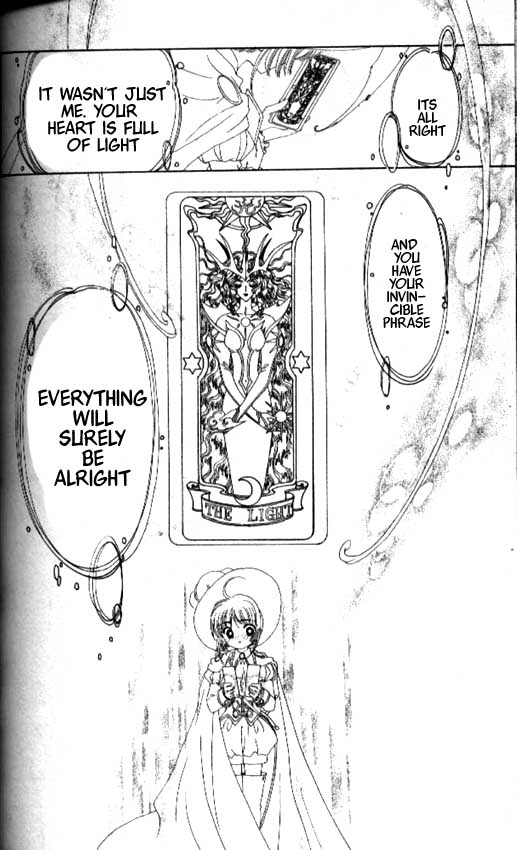 ITS
ALL
RIGHT
IT WASN'T JUST
ME. YOUR
HEART IS FULL
OF LIGHT
AND
YOU
HAVE
YOUR
INVIN-
CIBLE
PHRASE
EVERYTHING
WILL
SURELY
BE
ALRIGHT
THE LIGHT